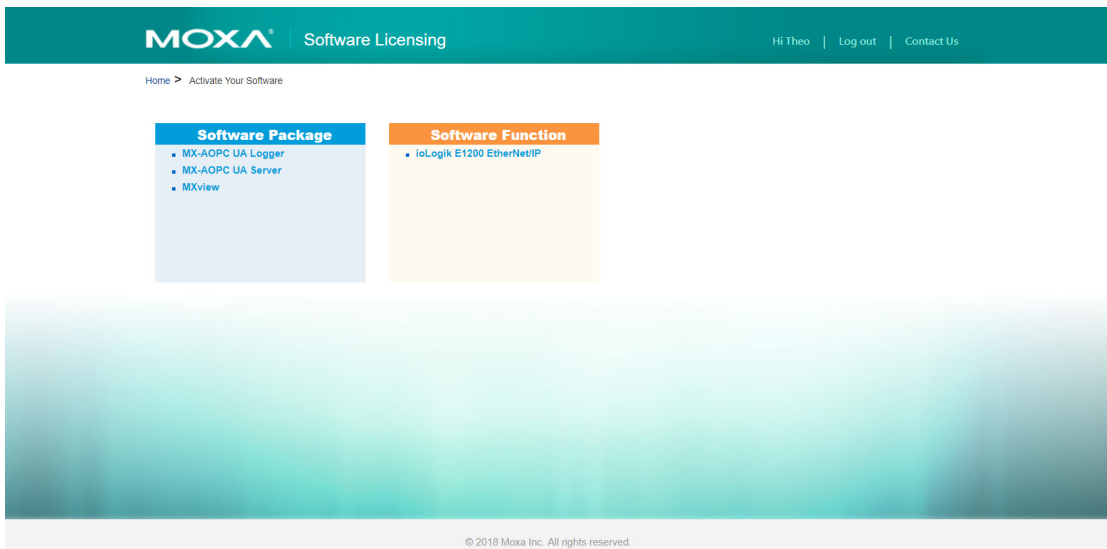 MOXA® Software Licensing
Hi Theo | Log out | Contact Us
Home > Activate Your Software
Software Package
MX-AOPC UA Logger
MX-AOPC UA Server
MXview
Software Function
ioLogik E1200 EtherNet/IP
© 2018 Moxa Inc. All rights reserved.